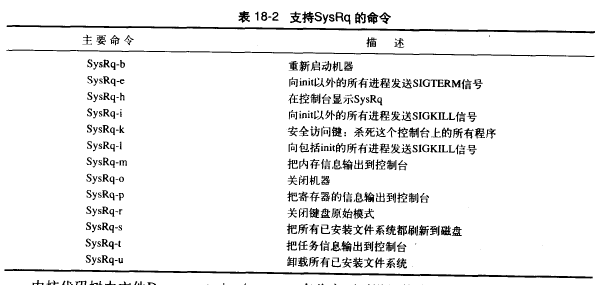 表 18-2 支持SysRq 的命令
主要命令 描 述
SysRq-b 重新启动机器
SysRq-e 向init以外的所有进程发送SIGTERM信号
SysRq-h 在控制台显示SysRq
SysRq-i 向init以外的所有进程发送SIGKILL信号
SysRq-k 安全访问键：杀死这个控制台上的所有程序
SysRq-l 向包括init的所有进程发送SIGKILL信号
SysRq-m 把内存信息输出到控制台
SysRq-o 关闭机器
SysRq-p 把寄存器的信息输出到控制台
SysRq-r 关闭键盘原始模式
SysRq-s 把所有已安装文件系统都刷新到磁盘
SysRq-t 把任务信息输出到控制台
SysRq-u 卸载所有已安装文件系统